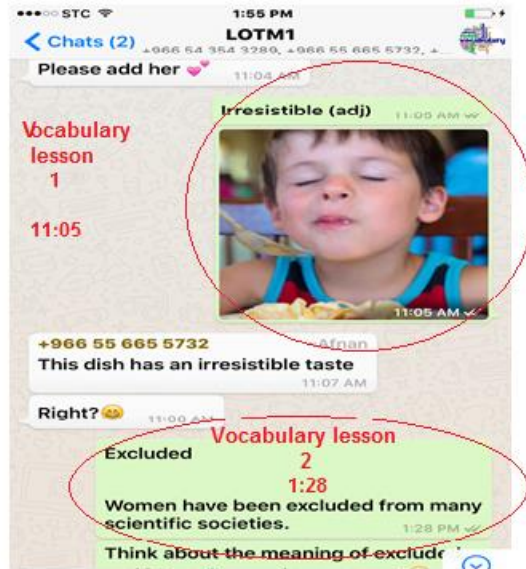 STC 1:55 PM
Chats (2) LOTM1
+966 54 354 3280, +966 55 665 5732, +
Please add her 💕 11:04 AM
Irresistible (adj) 11:05 AM
Vocabulary
lesson
1
11:05
11:05 AM
+966 55 665 5732 Afnan
This dish has an irresistible taste
11:07 AM
Right?😄
Vocabulary lesson
Excluded
2
1:28
Women have been excluded from many
scientific societies. 1:28 PM
Think about the meaning of